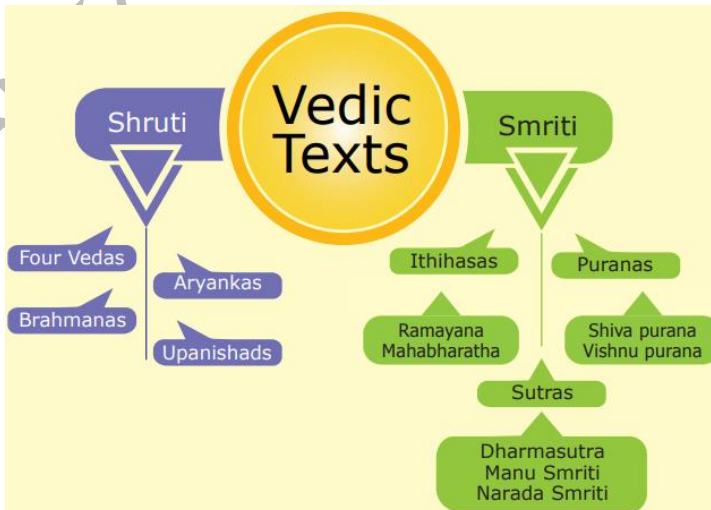 Vedic
Texts
Shruti
Four Vedas
Aryankas
Brahmanas
Upanishads
Smriti
Ithihasas
Puranas
Ramayana
Mahabharatha
Shiva purana
Vishnu purana
Sutras
Dharmasutra
Manu Smriti
Narada Smriti